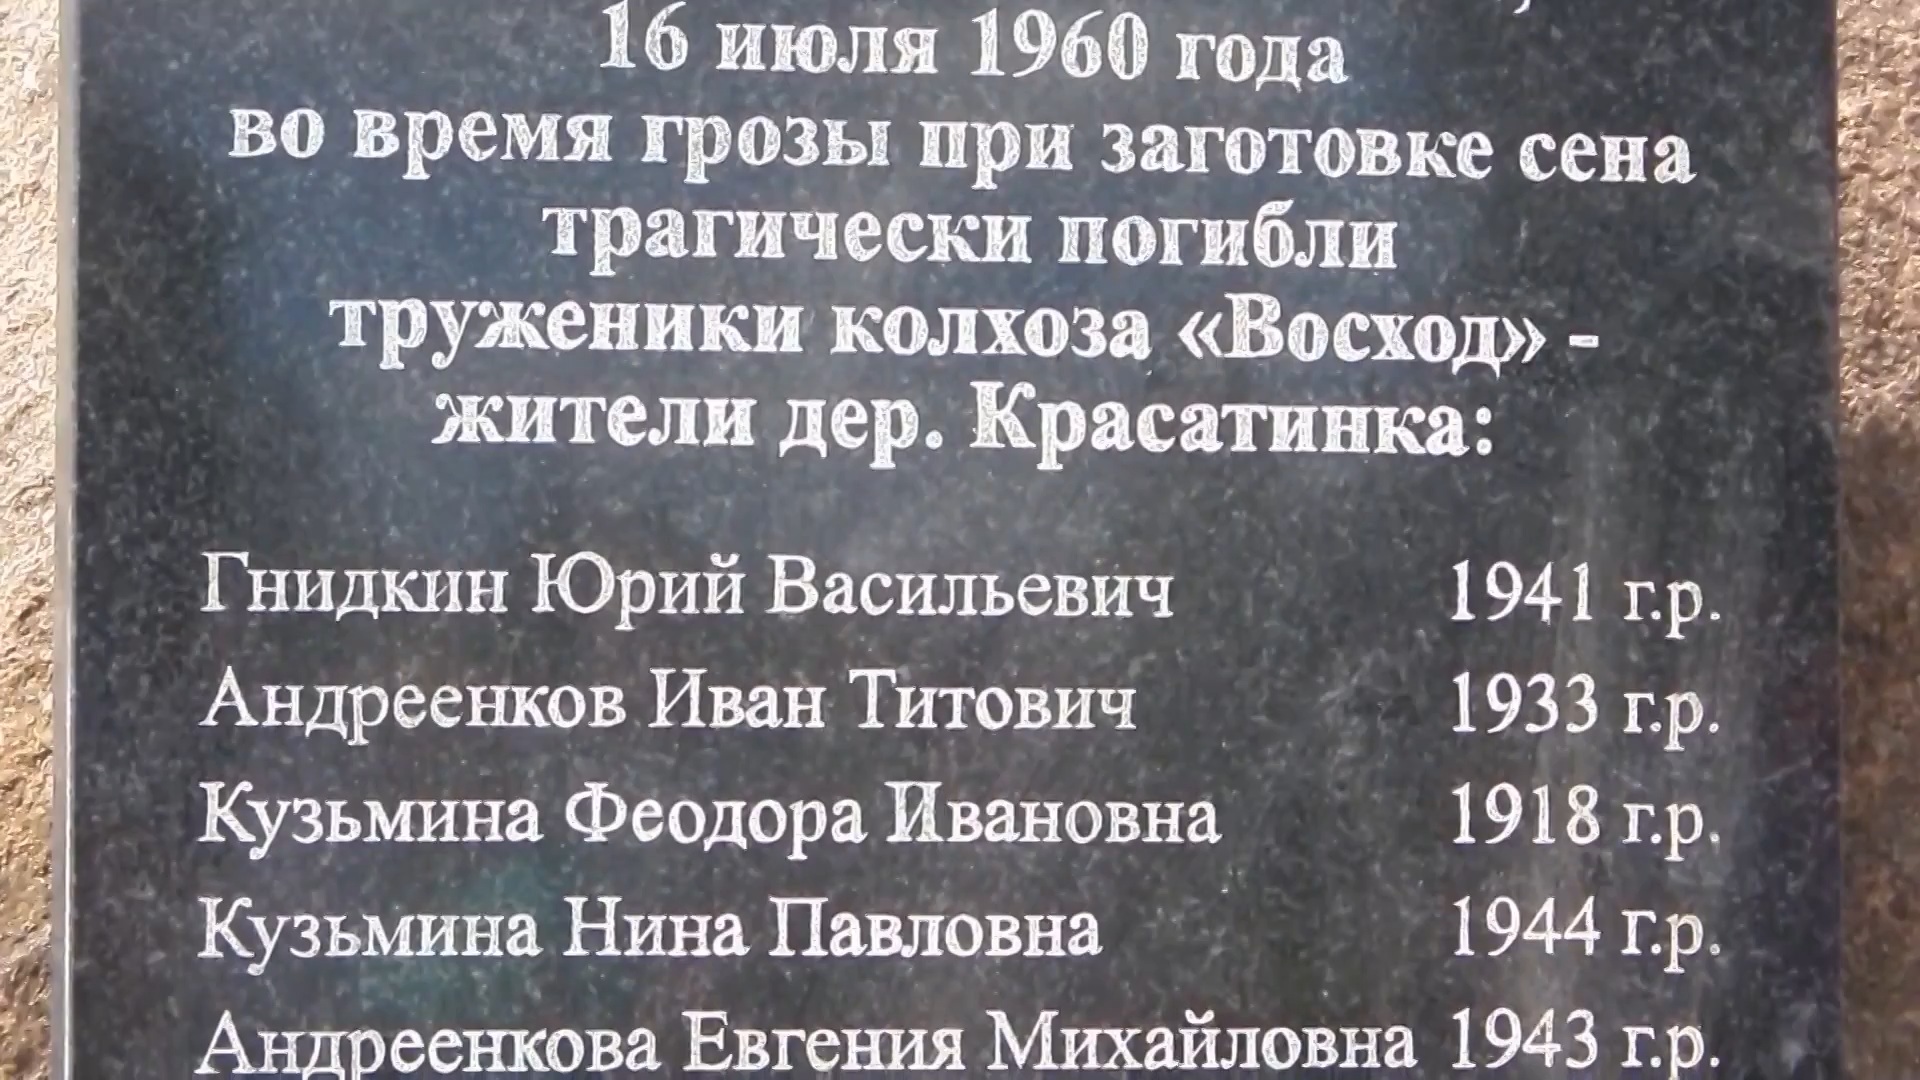 16 июля 1960 года
во время грозы при заготовке сена
трагически погибли
труженики колхоза «Восход» -
жители дер. Красатинка:
Гнидкин Юрий Васильевич 1941 г.р.
Андреенков Иван Титович 1933 г.р.
Кузьмина Феодора Ивановна 1918 г.р.
Кузьмина Нина Павловна 1944 г.р.
Андреенкова Евгения Михайловна 1943 г.р.